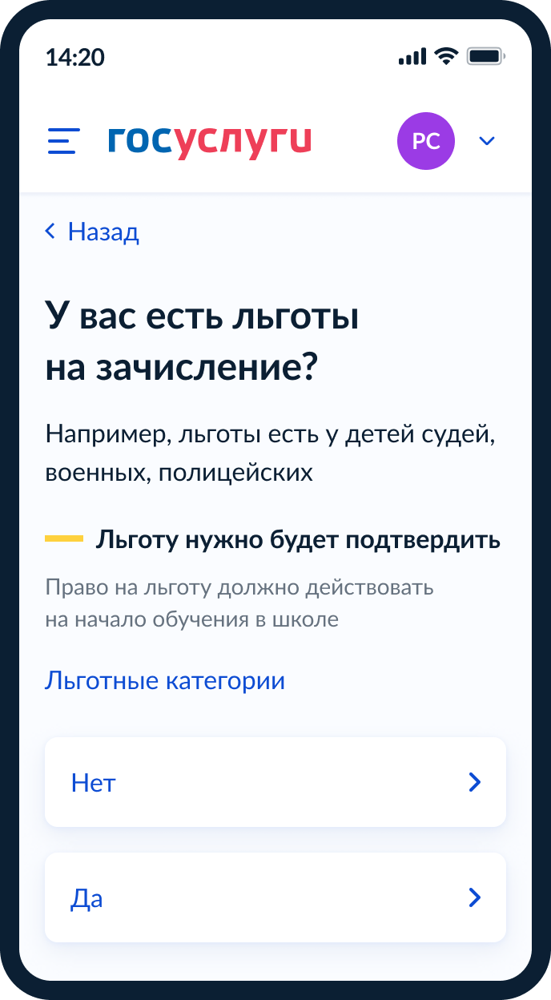 14:20
госуслуги
РС
Назад
У вас есть льготы
на зачисление?
Например, льготы есть у детей судей,
военных, полицейских
Льготу нужно будет подтвердить
Право на льготу должно действовать
на начало обучения в школе
Льготные категории
Нет
Да